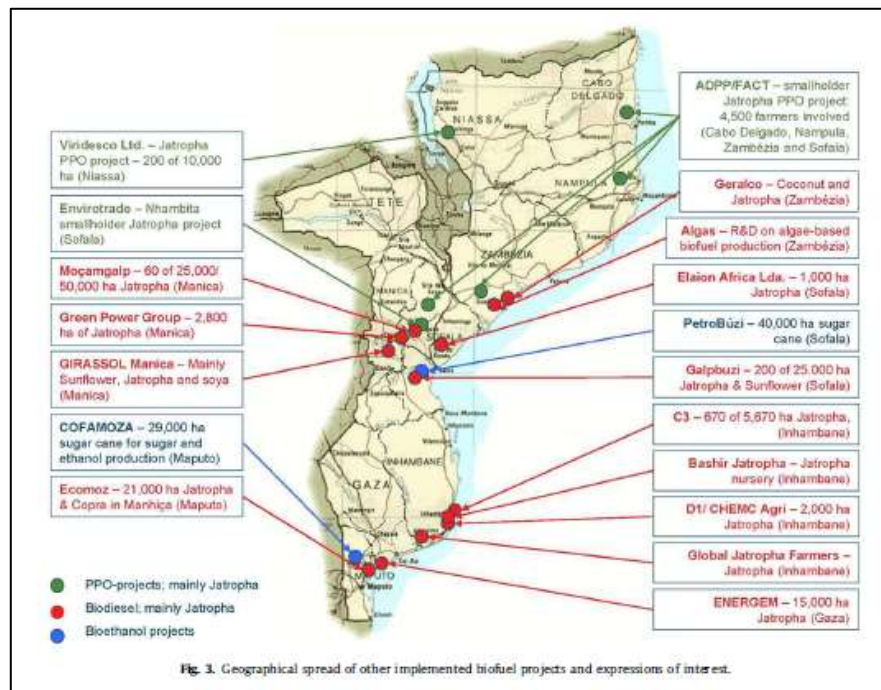 Viridesco Ltd. – Jatropha
PPO project – 200 of 10,000
ha (Niassa)
Envirotrade – Nhambita
smallholder Jatropha project
(Sofala)
Moçamgalp – 60 of 25,000/
50,000 ha Jatropha (Manica)
Green Power Group – 2,800
ha of Jatropha (Manica)
GIRASSOL Manica – Mainly
Sunflower, Jatropha and soya
(Manica)
COFAMOZA – 29,000 ha
sugar cane for sugar and
ethanol production (Maputo)
Ecomoz – 21,000 ha Jatropha
& Copra in Manhiça (Maputo)
NIASSA
CABO
DELGADO
NAMPULA
TETE
ZAMBÉZIA
MANICA
INHAMBANE
GAZA
Maputo
ADPP/FACT – smallholder
Jatropha PPO project:
4,500 farmers involved
(Cabo Delgado, Nampula,
Zambézia and Sofala)
Geralco – Coconut and
Jatropha (Zambézia)
Algas – R&D on algae-based
biofuel production (Zambézia)
Elaion Africa Lda. – 1,000 ha
Jatropha (Sofala)
PetroBúzi – 40,000 ha sugar
cane (Sofala)
Galpbuzi – 200 of 25.000 ha
Jatropha & Sunflower (Sofala)
C3 – 670 of 5,670 ha Jatropha,
(Inhambane)
Bashir Jatropha – Jatropha
nursery (Inhambane)
D1/ CHEMC Agri – 2,000 ha
Jatropha (Inhambane)
Global Jatropha Farmers –
Jatropha (Inhambane)
ENERGEM – 15,000 ha
Jatropha (Gaza)
PPO-projects; mainly Jatropha
Biodiesel; mainly Jatropha
Bioethanol projects
Fig. 3. Geographical spread of other implemented biofuel projects and expressions of interest.